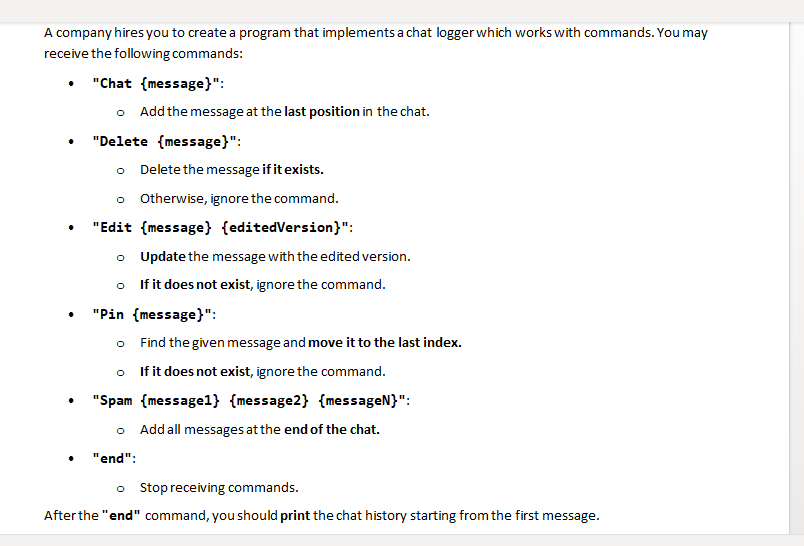 A company hires you to create a program that implements a chat logger which works with commands. You may
receive the following commands:
• "Chat {message}":
o Add the message at the last position in the chat.
• "Delete {message}":
o Delete the message if it exists.
o Otherwise, ignore the command.
• "Edit {message} {editedVersion}":
o Update the message with the edited version.
o If it does not exist, ignore the command.
• "Pin {message}":
o Find the given message and move it to the last index.
o If it does not exist, ignore the command.
• "Spam {message1} {message2} {messageN}":
o Add all messages at the end of the chat.
• "end":
o Stop receiving commands.
After the "end" command, you should print the chat history starting from the first message.